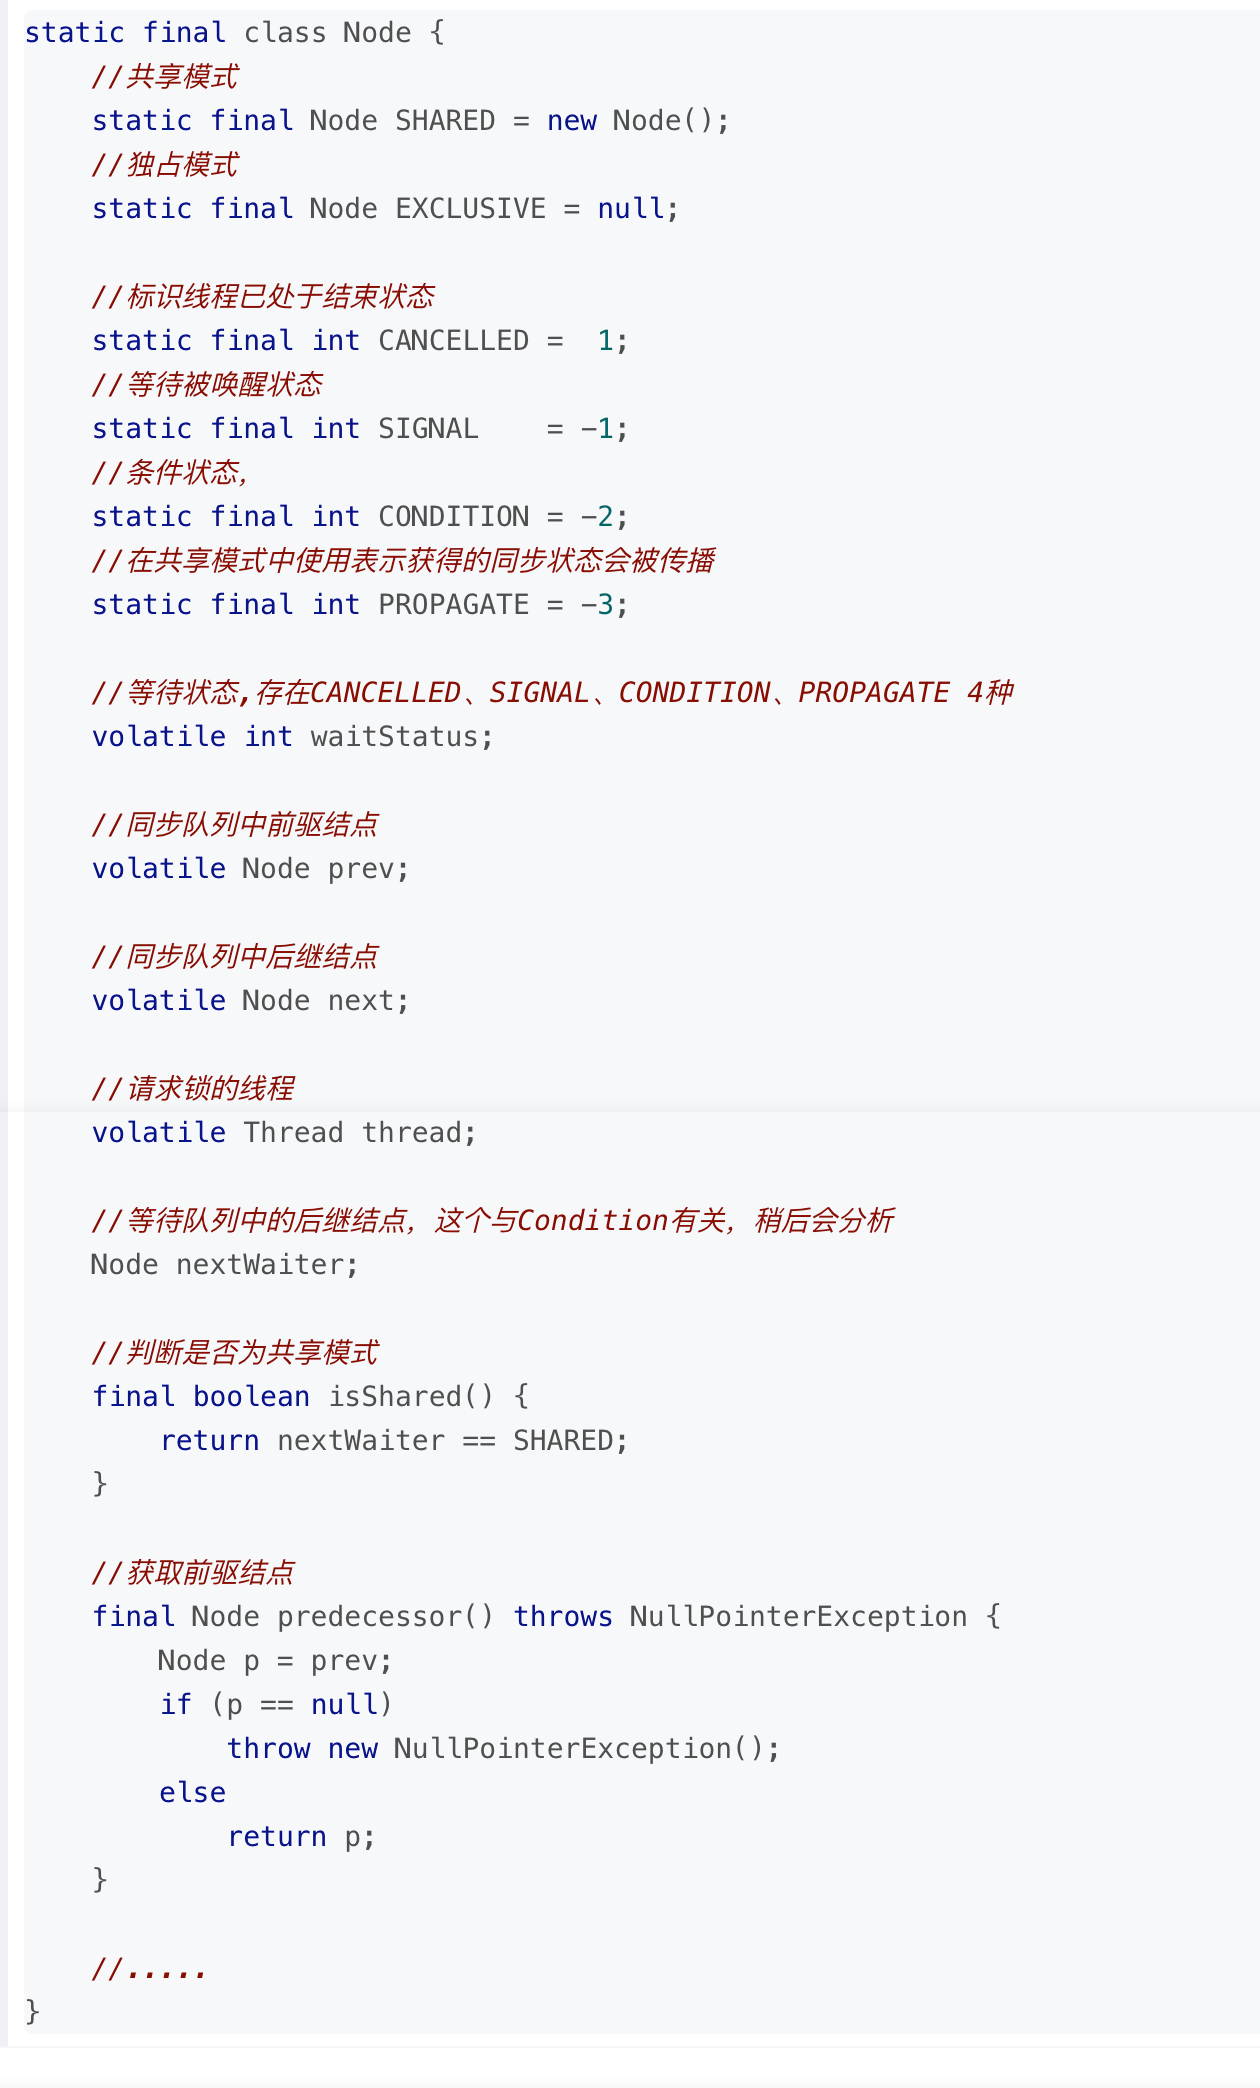 static final class Node {
    //共享模式
    static final Node SHARED = new Node();
    //独占模式
    static final Node EXCLUSIVE = null;

    //标识线程已处于结束状态
    static final int CANCELLED =  1;
    //等待被唤醒状态
    static final int SIGNAL    = -1;
    //条件状态，
    static final int CONDITION = -2;
    //在共享模式中使用表示获得的同步状态会被传播
    static final int PROPAGATE = -3;

    //等待状态,存在CANCELLED、SIGNAL、CONDITION、PROPAGATE 4种
    volatile int waitStatus;

    //同步队列中前驱结点
    volatile Node prev;

    //同步队列中后继结点
    volatile Node next;

    //请求锁的线程
    volatile Thread thread;

    //等待队列中的后继结点，这个与Condition有关，稍后会分析
    Node nextWaiter;

    //判断是否为共享模式
    final boolean isShared() {
        return nextWaiter == SHARED;
    }

    //获取前驱结点
    final Node predecessor() throws NullPointerException {
        Node p = prev;
        if (p == null)
            throw new NullPointerException();
        else
            return p;
    }

    //.....
}